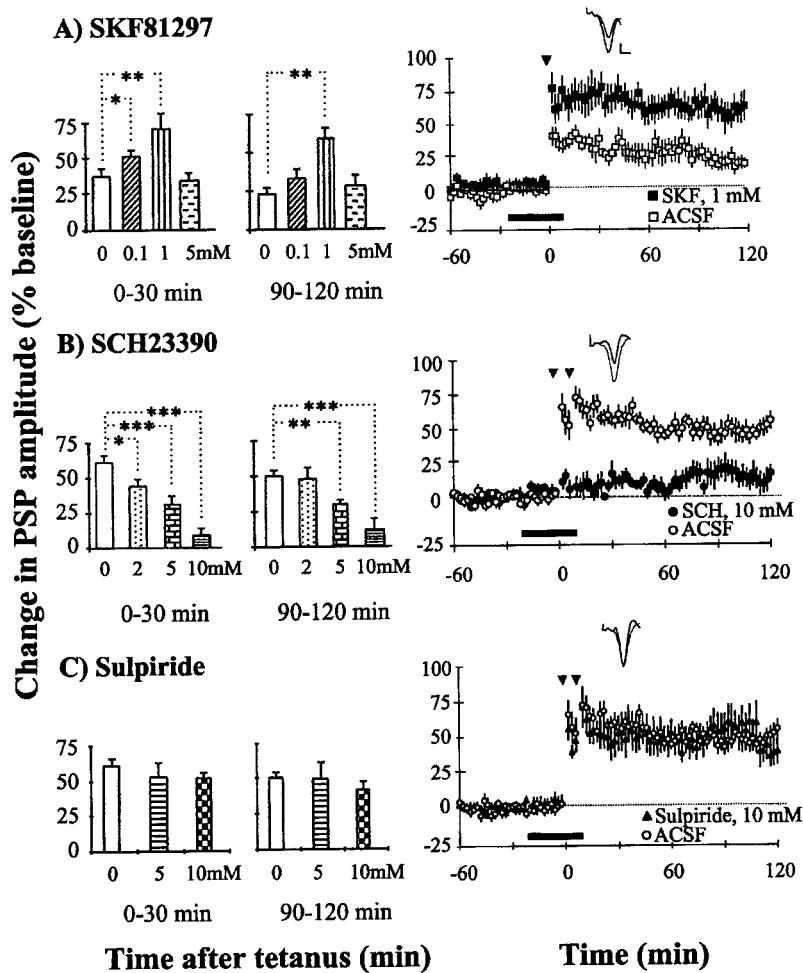 Change in PSP amplitude (% baseline)
A) SKF81297
75
50
25
0
* **
0 0.1 1 5mM
0-30 min
**
0 0.1 1 5mM
90-120 min
100
75
50
25
0
-25
SKF, 1 mM
ACSF
-60 0 60 120
B) SCH23390
75
50
25
0
***
***
*
0 2 5 10mM
0-30 min
***
**
0 2 5 10mM
90-120 min
100
75
50
25
0
-25
SCH, 10 mM
ACSF
-60 0 60 120
C) Sulpiride
75
50
25
0
0 5 10mM
0-30 min
0 5 10mM
90-120 min
100
75
50
25
0
-25
Sulpiride, 10 mM
ACSF
-60 0 60 120
Time after tetanus (min)
Time (min)